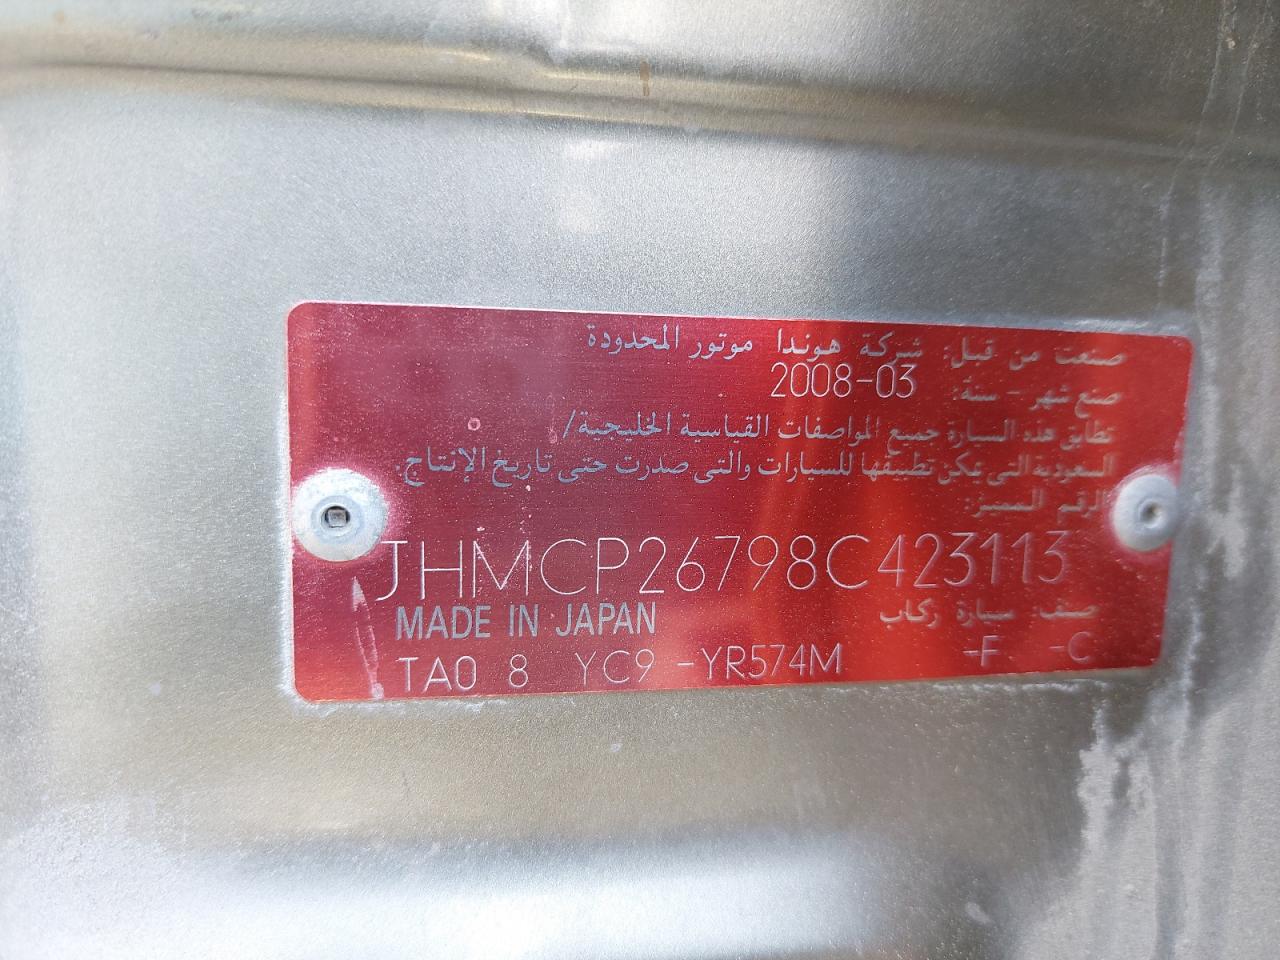 صنعت من قبل: شركة هوندا موتور المحدودة
صنع شهر - سنة: 2008-03
تطابق هذه السيارة جميع المواصفات القياسية الخليجية/
السعودية التى يمكن تطبيقها للسيارات والتى صدرت حتى تاريخ الإنتاج.
الرقم المميز:
JHMCP26798C423113
MADE IN JAPAN صنف: سيارة ركاب
TA0 8 YC9 -YR574M -F -C